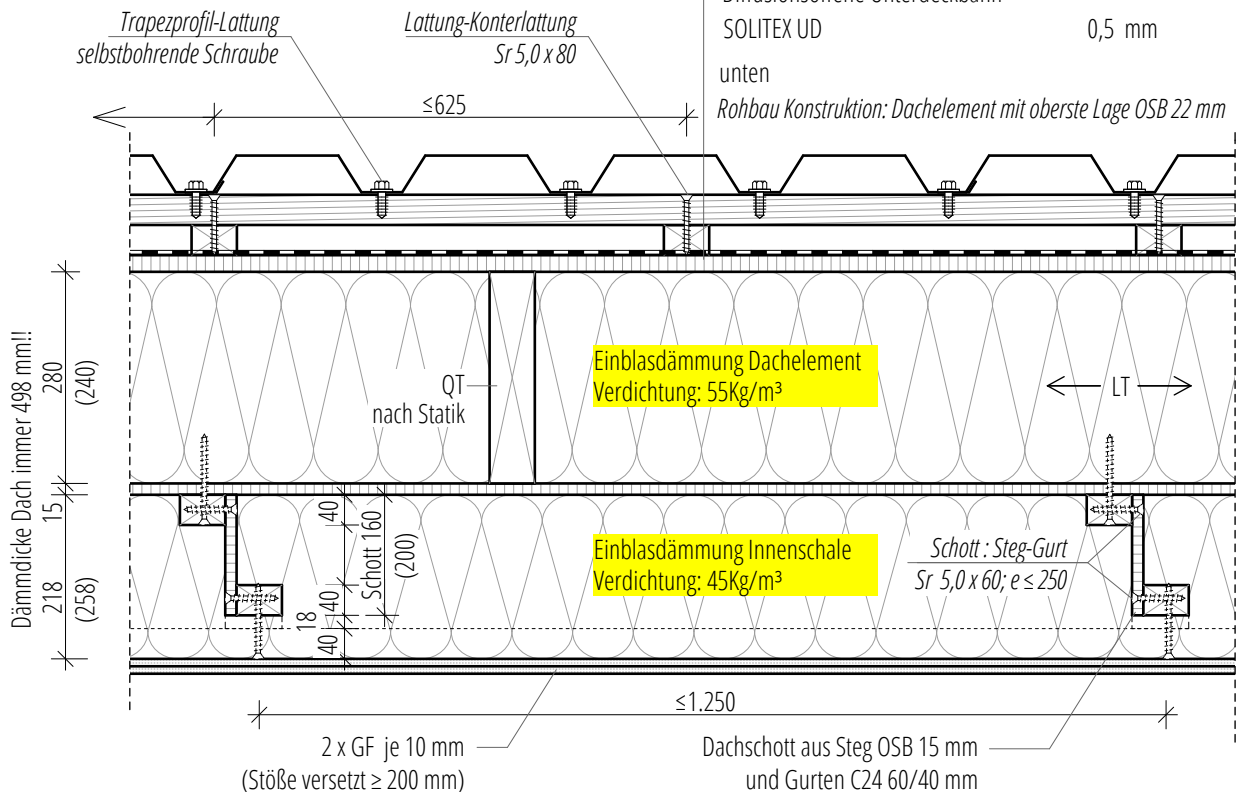 Diffusionsoffene Unterdeckbahn
SOLITEX UD 0,5 mm
unten
Rohbau Konstruktion: Dachelement mit oberste Lage OSB 22 mm
Trapezprofil-Lattung
selbstbohrende Schraube
Lattung-Konterlattung
Sr 5,0 x 80
≤625
Dämmdicke Dach immer 498 mm!!
280
(240)
15
218
(258)
QT
nach Statik
Einblasdämmung Dachelement
Verdichtung: 55Kg/m³
LT
40
Schott 160
(200)
40
18
40
Einblasdämmung Innenschale
Verdichtung: 45Kg/m³
Schott : Steg-Gurt
Sr 5,0 x 60; e ≤ 250
≤1.250
2 x GF je 10 mm
(Stöße versetzt ≥ 200 mm)
Dachschott aus Steg OSB 15 mm
und Gurten C24 60/40 mm